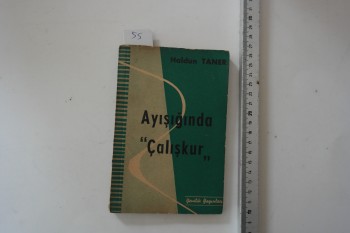 55
Haldun TANER
Ayışığında
"Çalışkur"